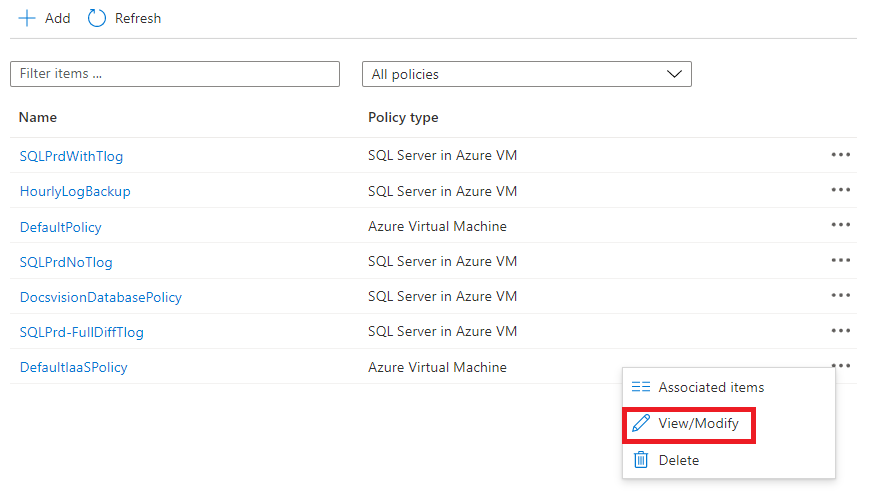 Add Refresh
Filter items ... All policies
Name Policy type
SQLPrdWithTlog SQL Server in Azure VM
HourlyLogBackup SQL Server in Azure VM
DefaultPolicy Azure Virtual Machine
SQLPrdNoTlog SQL Server in Azure VM
DocsvisionDatabasePolicy SQL Server in Azure VM
SQLPrd-FullDiffTlog SQL Server in Azure VM
DefaultIaaSPolicy Azure Virtual Machine
Associated items
View/Modify
Delete